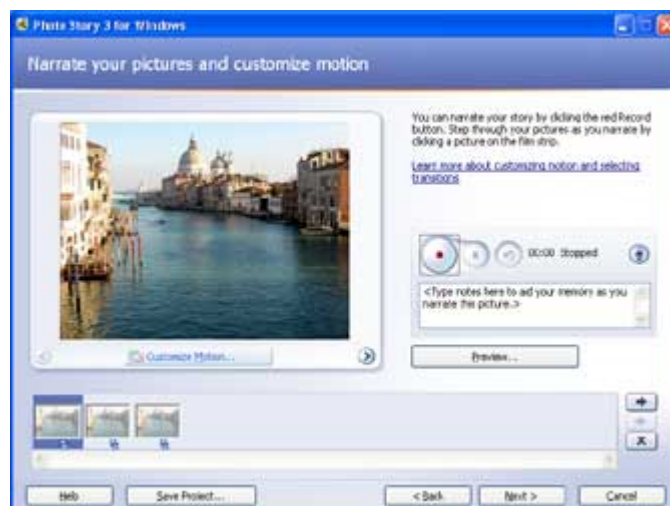 Photo Story 3 for Windows
Narrate your pictures and customize motion
You can narrate your story by clicking the red Record
button. Step through your pictures as you narrate by
clicking a picture on the film strip.
Learn more about customizing motion and selecting
transitions
00:00 Stopped
<Type notes here to aid your memory as you
narrate this picture.>
Customize Motion...
Preview...
Help
Save Project...
< Back
Next >
Cancel